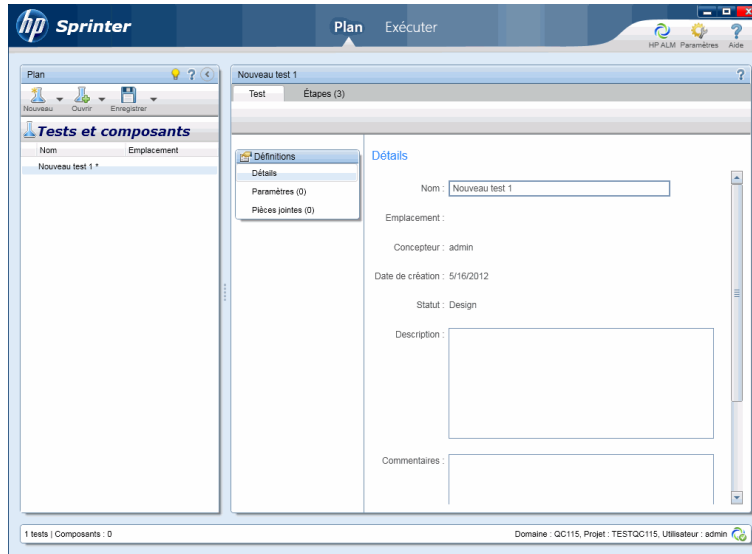 hp Sprinter
Plan Exécuter
HP ALM Paramètres Aide
Plan ?
Nouveau Ouvrir Enregistrer
Tests et composants
Nom Emplacement
Nouveau test 1 *
Nouveau test 1 ?
Test Étapes (3)
Définitions
Détails
Paramètres (0)
Pièces jointes (0)
Détails
Nom : Nouveau test 1
Emplacement :
Concepteur : admin
Date de création : 5/16/2012
Statut : Design
Description :
Commentaires :
1 tests | Composants : 0
Domaine : QC115, Projet : TESTQC115, Utilisateur : admin